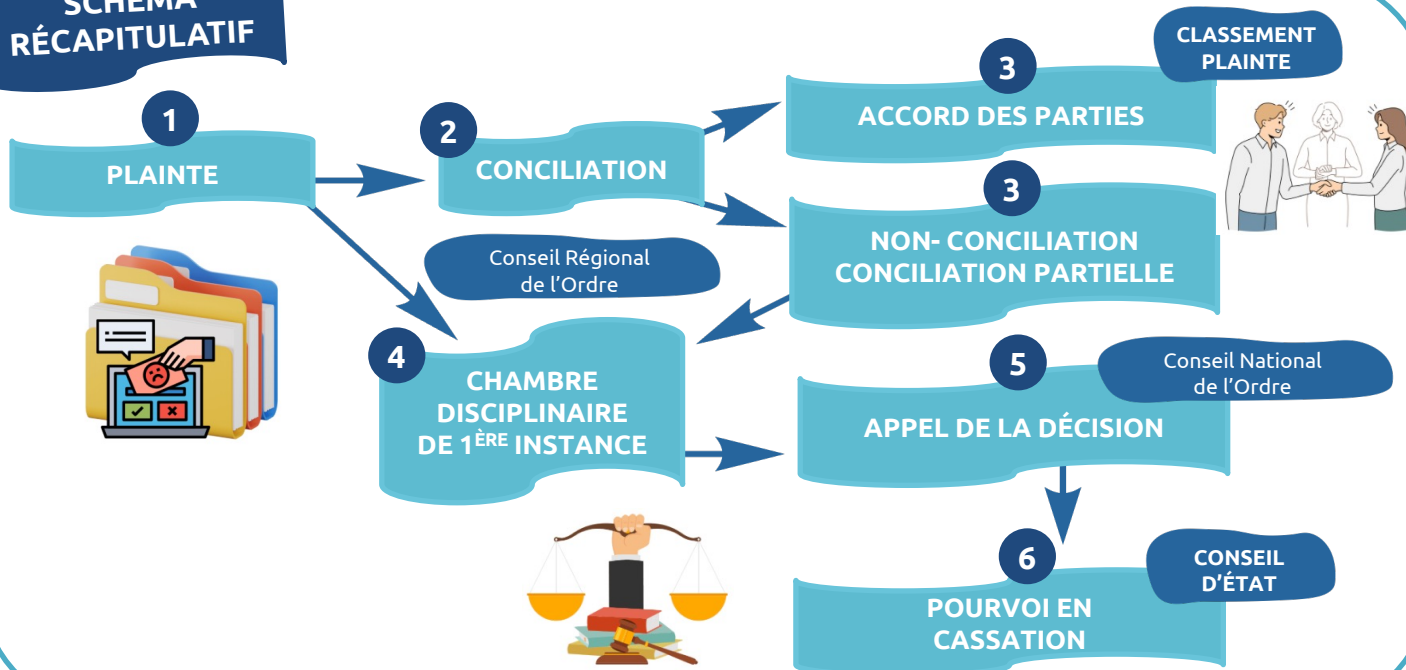 SCHÉMA
RÉCAPITULATIF
1
PLAINTE
2
CONCILIATION
3
ACCORD DES PARTIES
CLASSEMENT
PLAINTE
3
NON- CONCILIATION
CONCILIATION PARTIELLE
Conseil Régional
de l’Ordre
4
CHAMBRE
DISCIPLINAIRE
DE 1ÈRE INSTANCE
5
APPEL DE LA DÉCISION
Conseil National
de l’Ordre
6
POURVOI EN
CASSATION
CONSEIL
D’ÉTAT